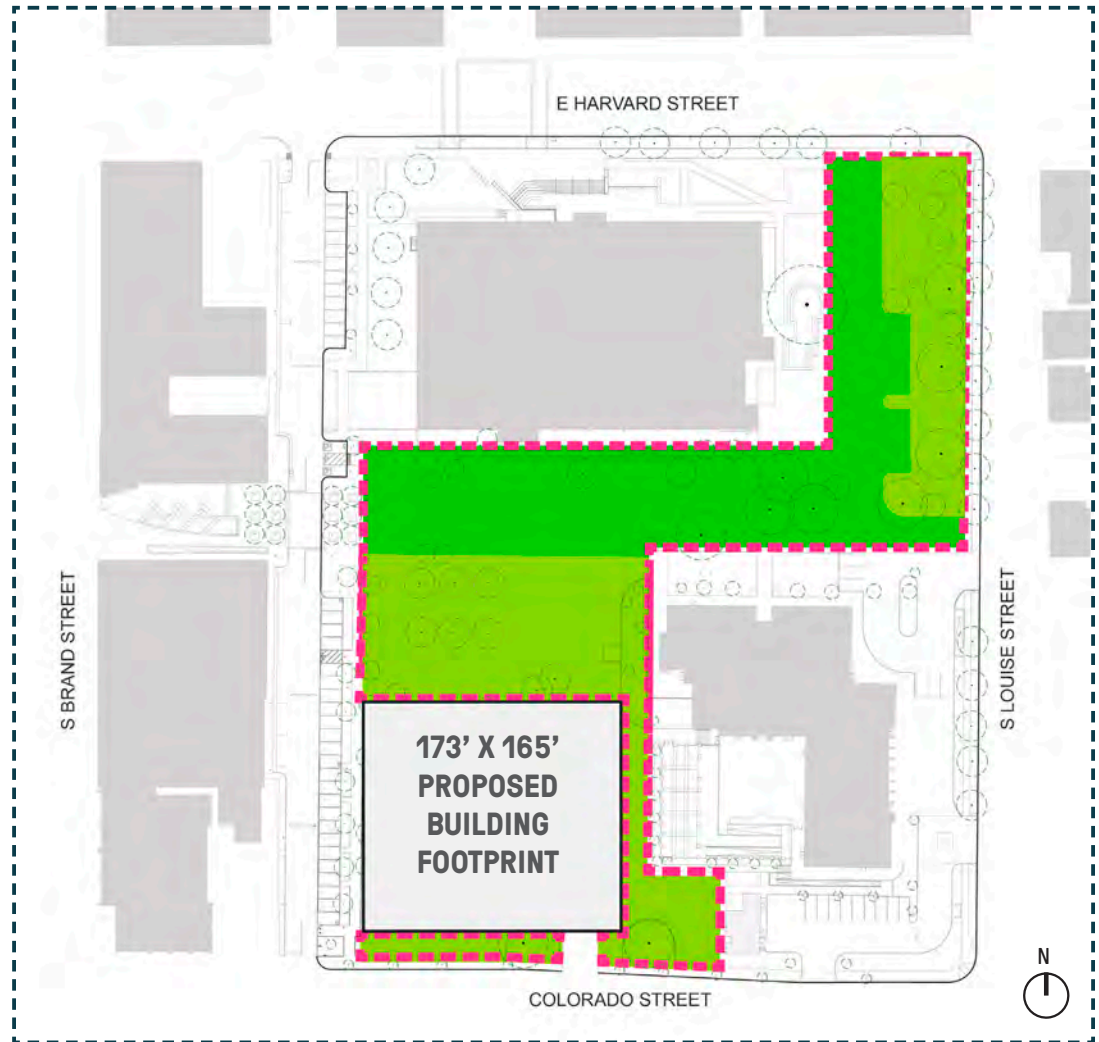 E HARVARD STREET
S BRAND STREET
S LOUISE STREET
173’ X 165’
PROPOSED
BUILDING
FOOTPRINT
N
COLORADO STREET